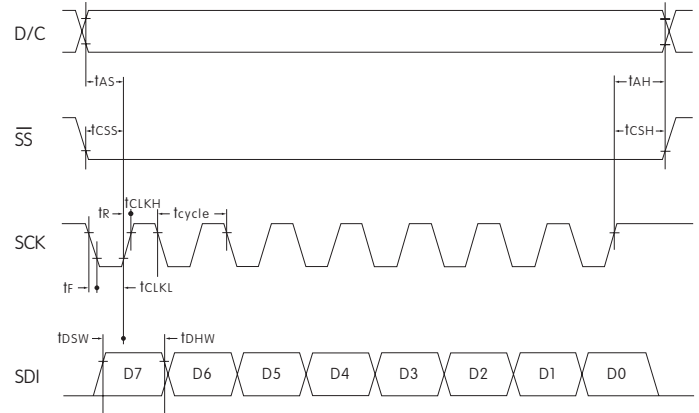 D/C
tAS
tAH
SS
tCSS
tCSH
tR
tCLKH
tcycle
SCK
tF
tCLKL
tDSW
tDHW
SDI
D7 D6 D5 D4 D3 D2 D1 D0